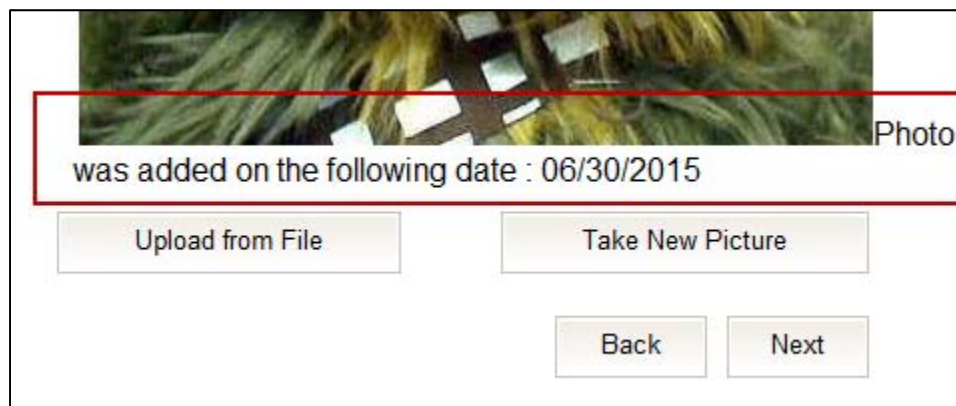 Photo
was added on the following date : 06/30/2015
Upload from File
Take New Picture
Back
Next